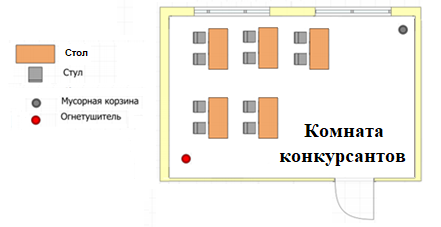 Стол
Стул
Мусорная корзина
Огнетушитель
Комната
конкурсантов